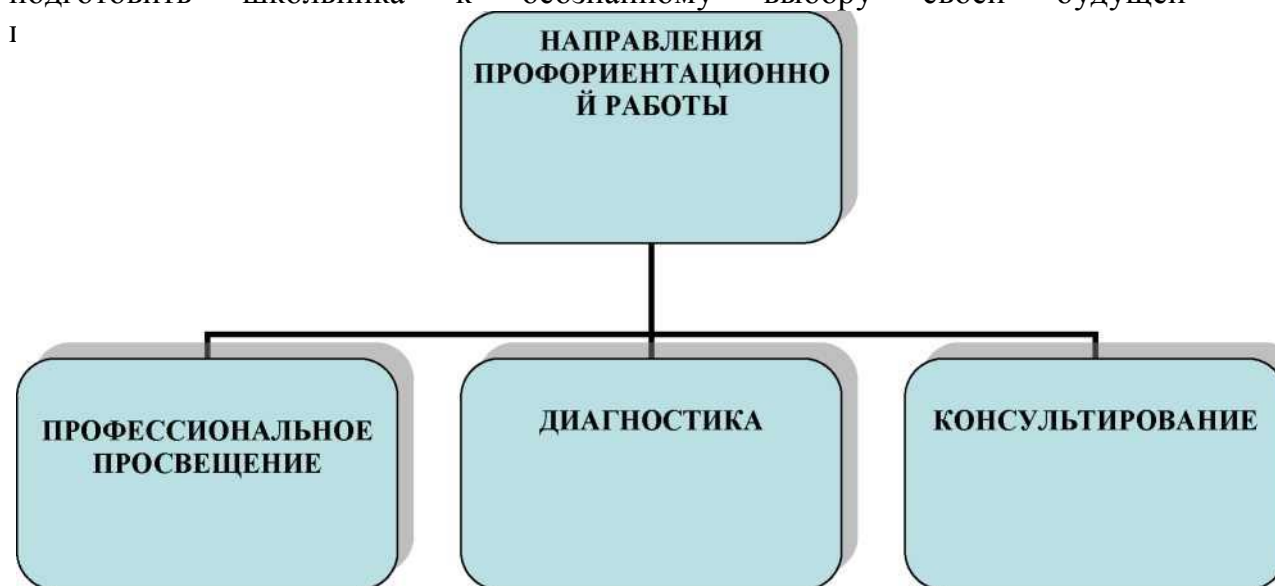 подготовить школьника к осознанному выбору своей будущей
НАПРАВЛЕНИЯ
ПРОФОРИЕНТАЦИОННО
Й РАБОТЫ
ПРОФЕССИОНАЛЬНОЕ
ПРОСВЕЩЕНИЕ
ДИАГНОСТИКА
КОНСУЛЬТИРОВАНИЕ